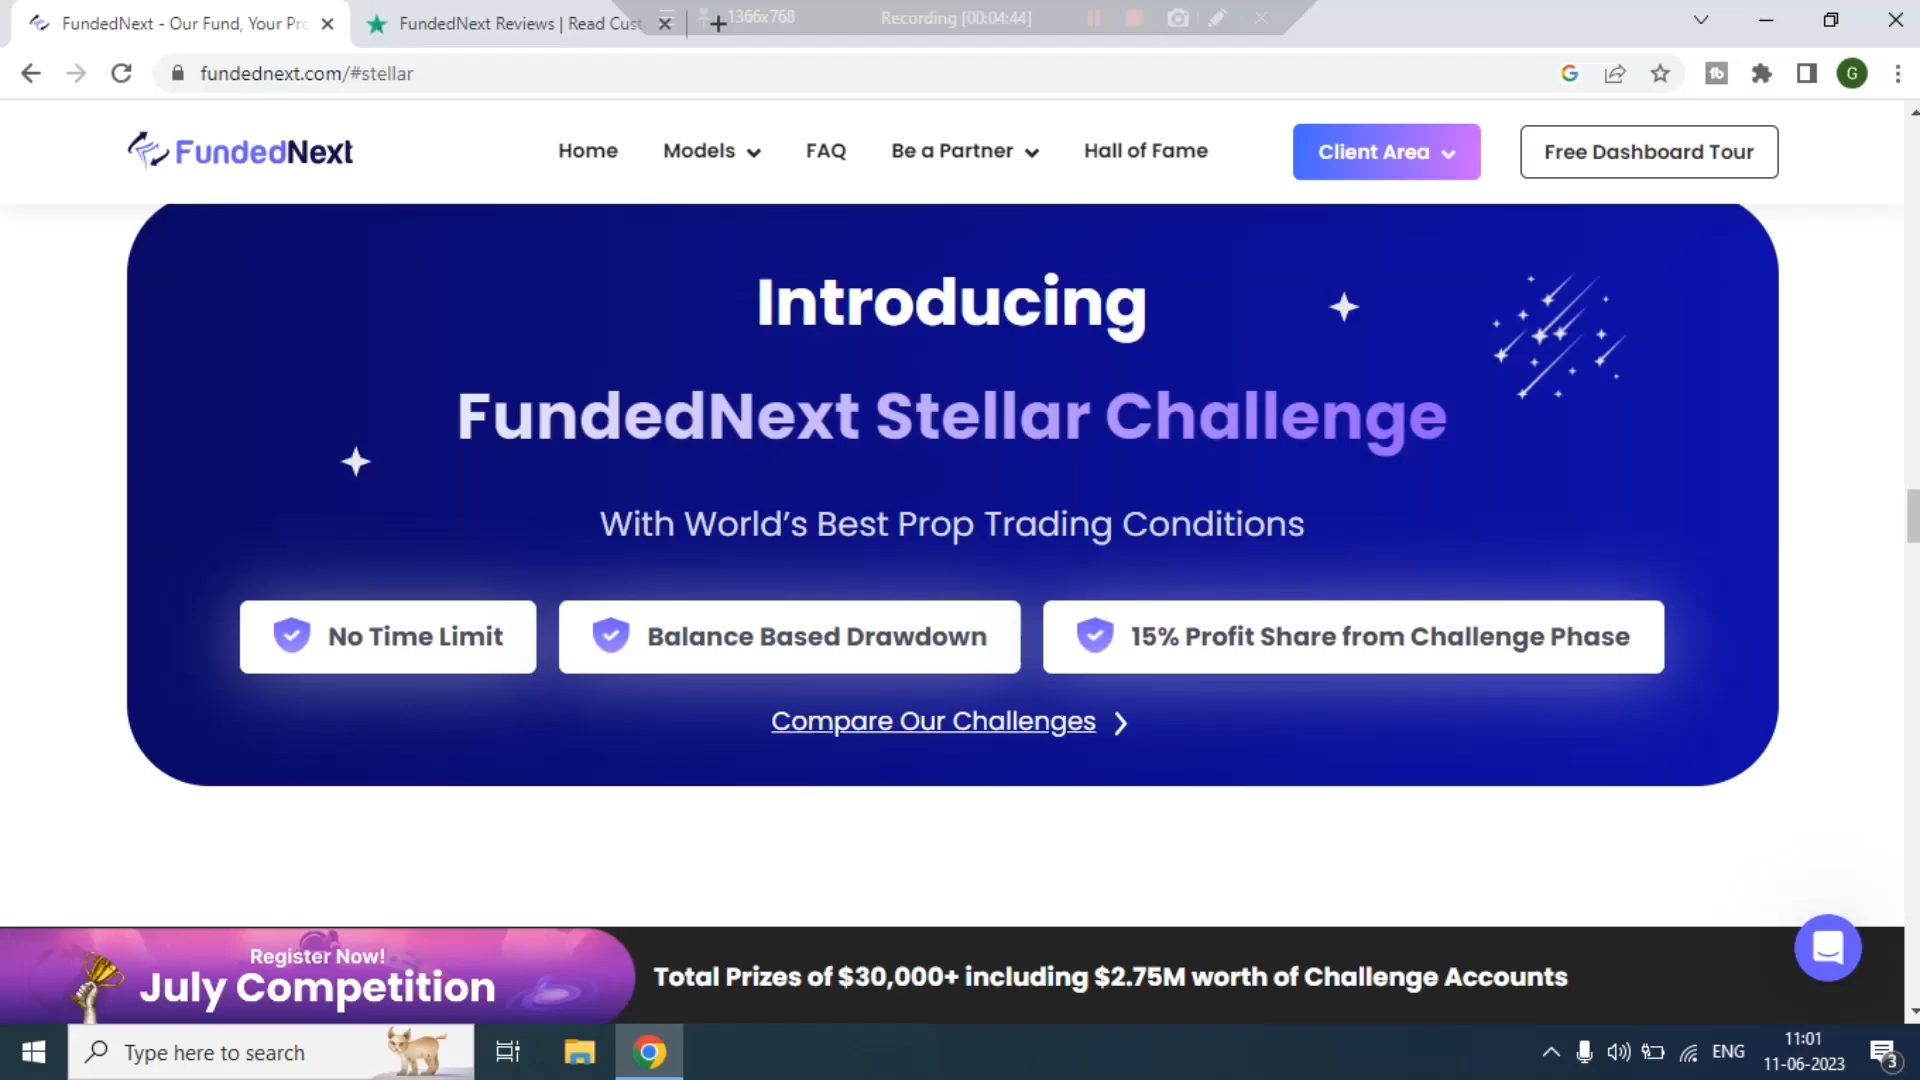 FundedNext - Our Fund, Your Pro
FundedNext Reviews | Read Cust
1366x768
Recording [00:04:44]
fundednext.com/#stellar
G
FundedNext
Home
Models
FAQ
Be a Partner
Hall of Fame
Client Area
Free Dashboard Tour
Introducing
FundedNext Stellar Challenge
With World's Best Prop Trading Conditions
No Time Limit
Balance Based Drawdown
15% Profit Share from Challenge Phase
Compare Our Challenges
Register Now!
July Competition
Total Prizes of $30,000+ including $2.75M worth of Challenge Accounts
Type here to search
ENG
11:01
11-06-2023
3